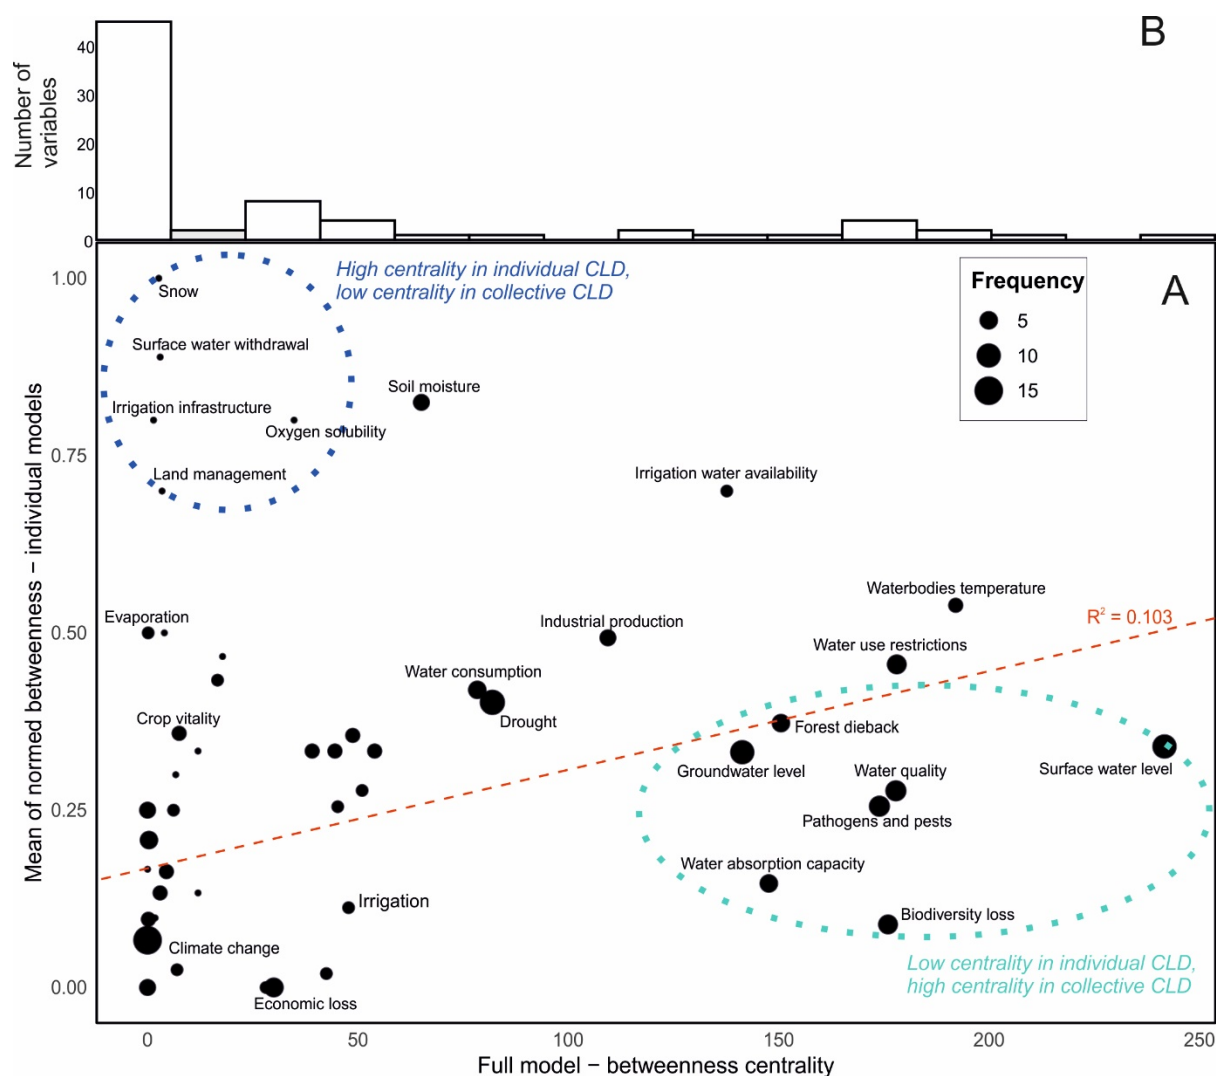 B
Number of
variables
40
30
20
10
0
A
High centrality in individual CLD,
low centrality in collective CLD
Frequency
5
10
15
Snow
Surface water withdrawal
Irrigation infrastructure
Oxygen solubility
Land management
Soil moisture
Irrigation water availability
Waterbodies temperature
Evaporation
Industrial production
Water use restrictions
R² = 0.103
Water consumption
Drought
Crop vitality
Forest dieback
Groundwater level
Surface water level
Water quality
Pathogens and pests
Water absorption capacity
Irrigation
Biodiversity loss
Climate change
Economic loss
Low centrality in individual CLD,
high centrality in collective CLD
Mean of normed betweenness − individual models
1.00
0.75
0.50
0.25
0.00
0
50
100
150
200
250
Full model − betweenness centrality